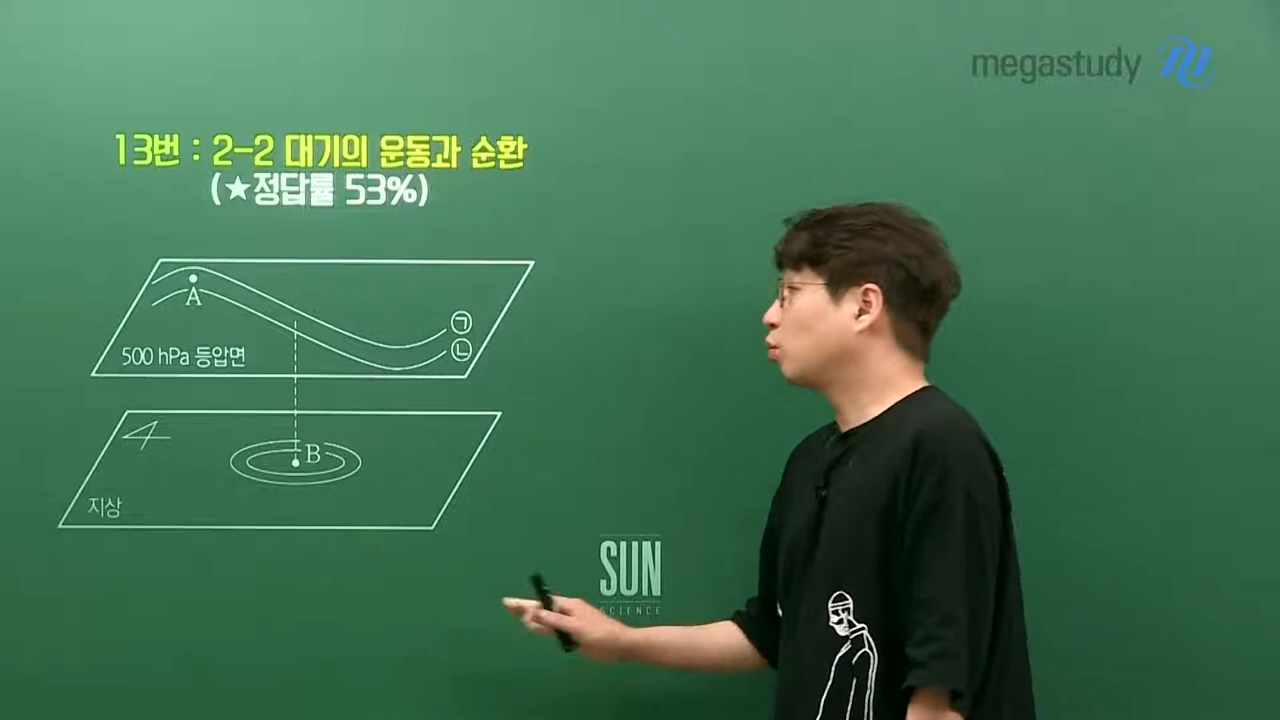 megastudy
13번 : 2-2 대기의 운동과 순환
(★정답률 53%)
A
㉠
㉡
500 hPa 등압면
B
지상
SUN
SCIENCE